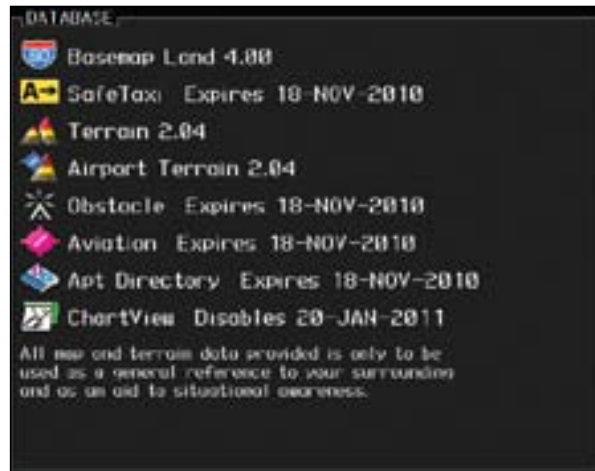 DATABASE
Basemap Land 4.00
A→ SafeTaxi Expires 18-NOV-2010
Terrain 2.04
Airport Terrain 2.04
Obstacle Expires 18-NOV-2010
Aviation Expires 18-NOV-2010
Apt Directory Expires 18-NOV-2010
ChartView Disables 20-JAN-2011
All map and terrain data provided is only to be
used as a general reference to your surrounding
and as an aid to situational awareness.